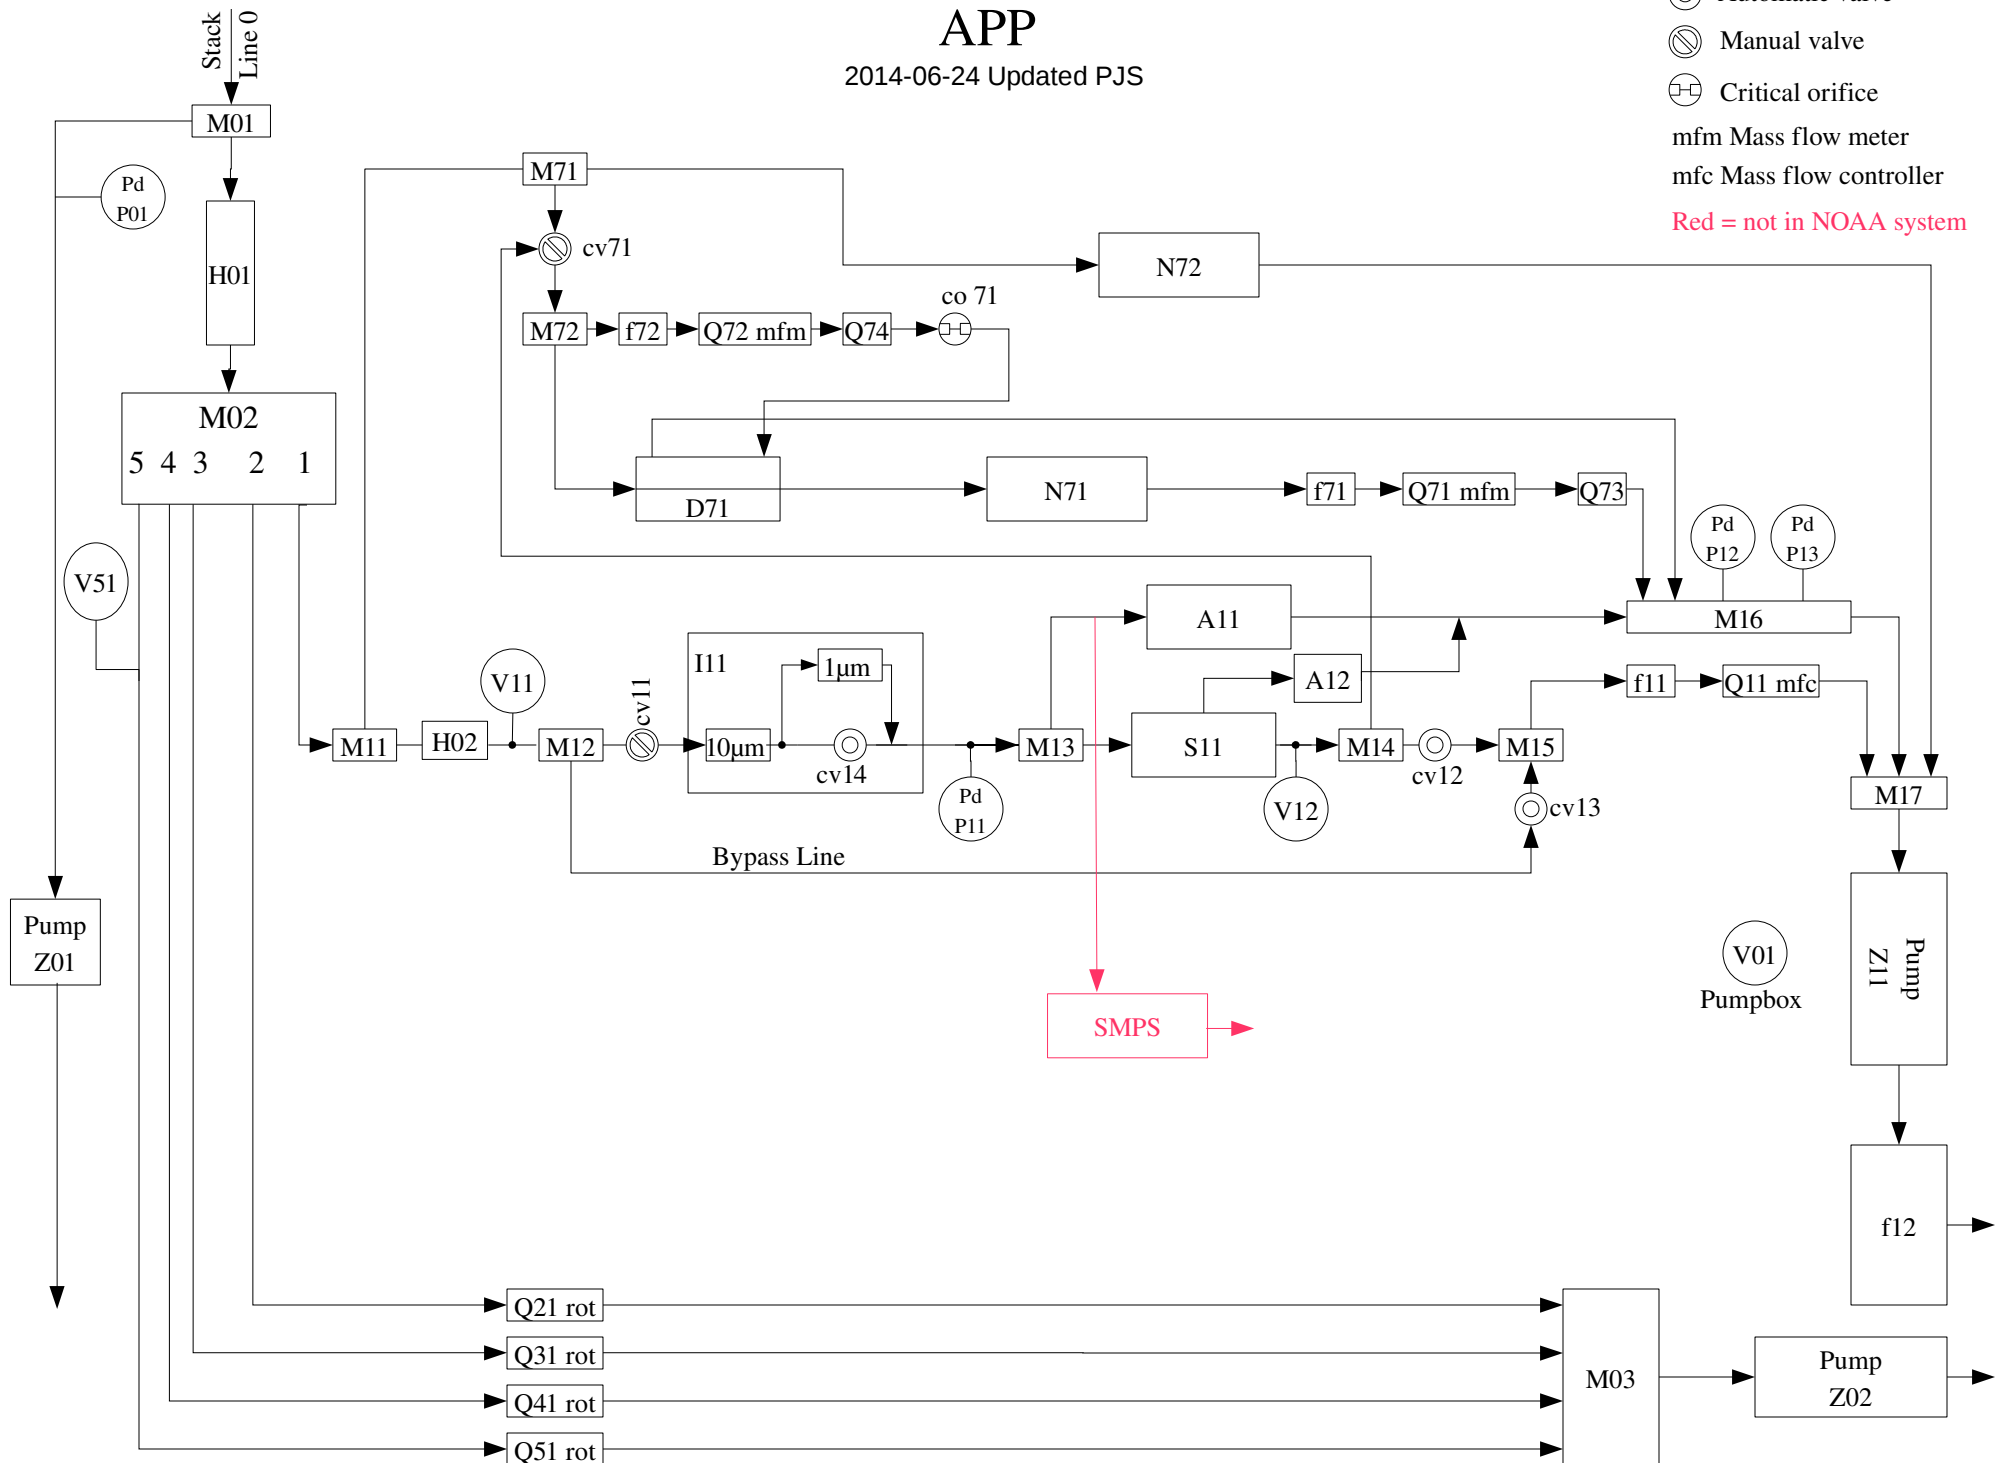 APP
2014-06-24 Updated PJS
Stack
Line 0
Automatic valve
Manual valve
Critical orifice
mfm Mass flow meter
mfc Mass flow controller
Red = not in NOAA system
M01
Pd
P01
H01
M02
5 4 3 2 1
V51
M71
cv71
N72
co 71
M72
f72
Q72 mfm
Q74
D71
N71
f71
Q71 mfm
Q73
Pd
P12
Pd
P13
M16
A11
A12
I11
1µm
10µm
cv14
V11
cv11
M11
H02
M12
Pd
P11
M13
S11
V12
M14
cv12
M15
cv13
f11
Q11 mfc
M17
Bypass Line
Pump
Z01
SMPS
V01
Pumpbox
Pump
Z11
f12
Q21 rot
Q31 rot
Q41 rot
Q51 rot
M03
Pump
Z02